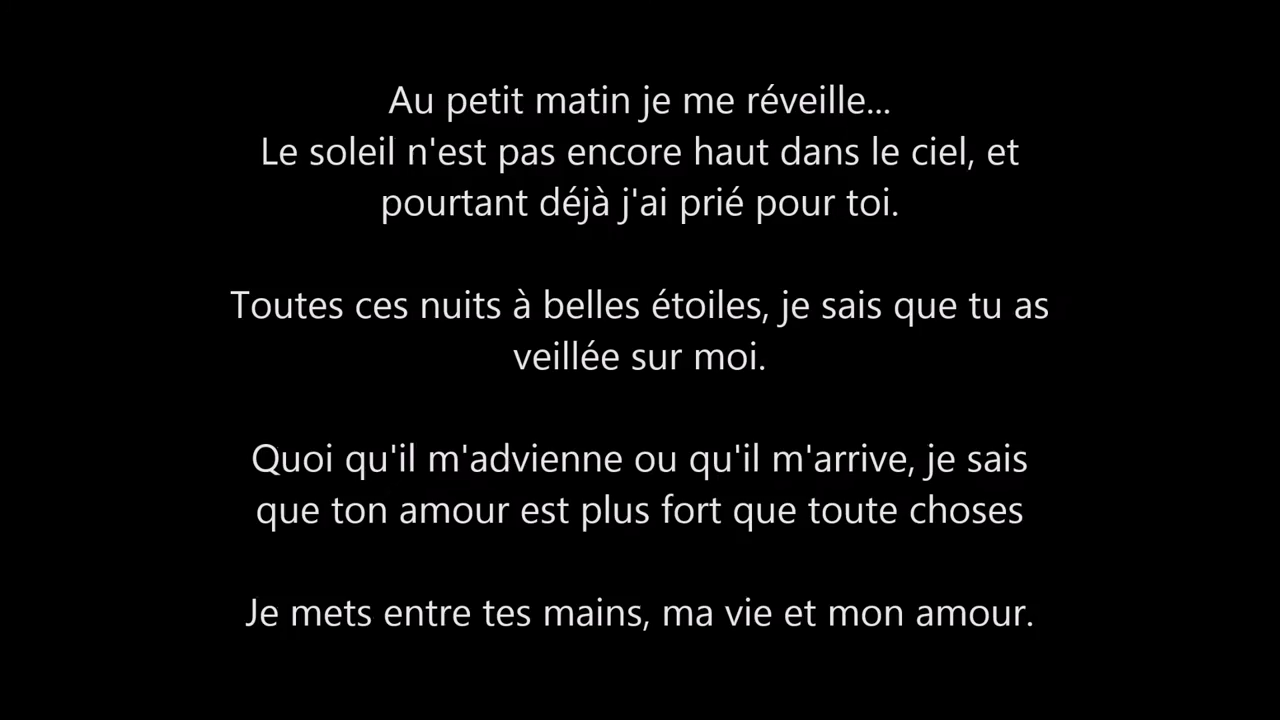 Au petit matin je me réveille...
Le soleil n'est pas encore haut dans le ciel, et
pourtant déjà j'ai prié pour toi.
Toutes ces nuits à belles étoiles, je sais que tu as
veillée sur moi.
Quoi qu'il m'advienne ou qu'il m'arrive, je sais
que ton amour est plus fort que toute choses
Je mets entre tes mains, ma vie et mon amour.